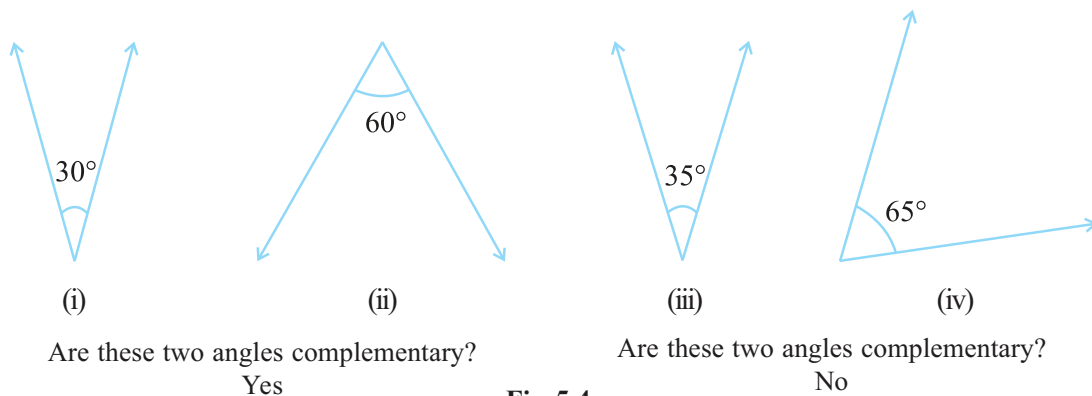 30°
60°
35°
65°
(i)
(ii)
(iii)
(iv)
Are these two angles complementary?
Yes
Are these two angles complementary?
No